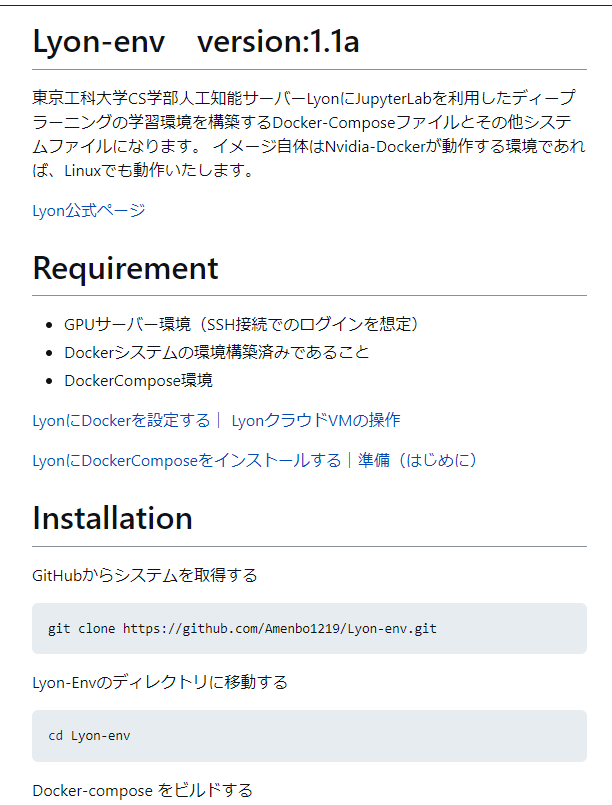 Lyon-env　version:1.1a
東京工科大学CS学部人工知能サーバーLyonにJupyterLabを利用したディープ
ラーニングの学習環境を構築するDocker-Composeファイルとその他システ
ムファイルになります。 イメージ自体はNvidia-Dockerが動作する環境であれ
ば、Linuxでも動作いたします。
Lyon公式ページ
Requirement
• GPUサーバー環境（SSH接続でのログインを想定）
• Dockerシステムの環境構築済みであること
• DockerCompose環境
LyonにDockerを設定する｜ LyonクラウドVMの操作
LyonにDockerComposeをインストールする｜準備（はじめに）
Installation
GitHubからシステムを取得する
git clone https://github.com/Amenbo1219/Lyon-env.git
Lyon-Envのディレクトリに移動する
cd Lyon-env
Docker-compose をビルドする